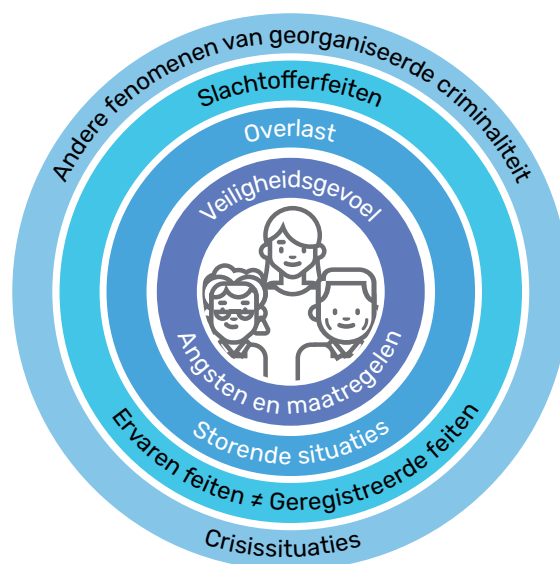 Andere fenomenen van georganiseerde criminaliteit
Slachtofferfeiten
Overlast
Veiligheidsgevoel
Angsten en maatregelen
Storende situaties
Ervaren feiten ≠ Geregistreerde feiten
Crisissituaties